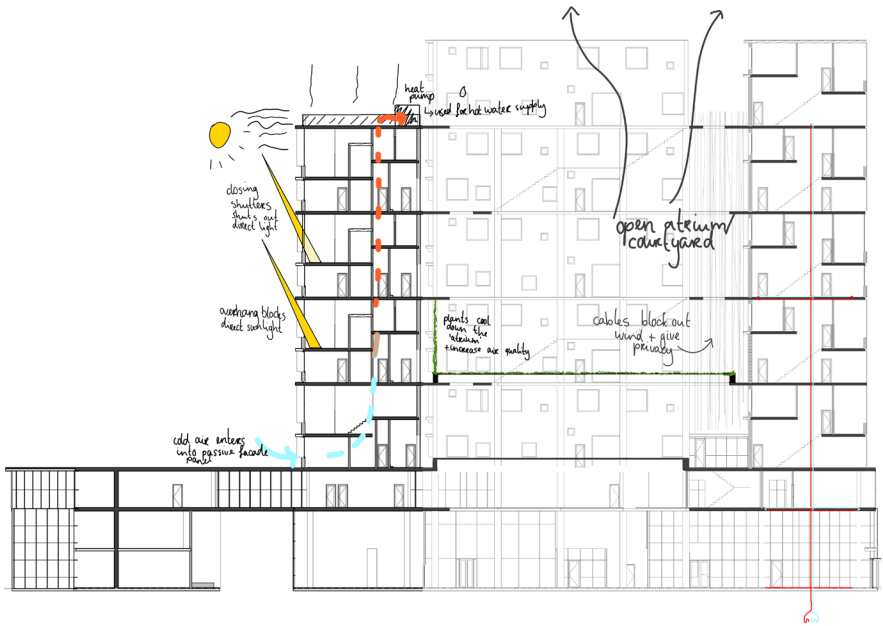 heat
pump
↳used for hot water supply
closing
shutters
shuts out
direct light
open atrium/
courtyard
overhang blocks
direct sunlight
plants cool
down the
'atrium'
+increase air quality
cables block out
wind + give
privacy
cold air enters
into passive facade
panel